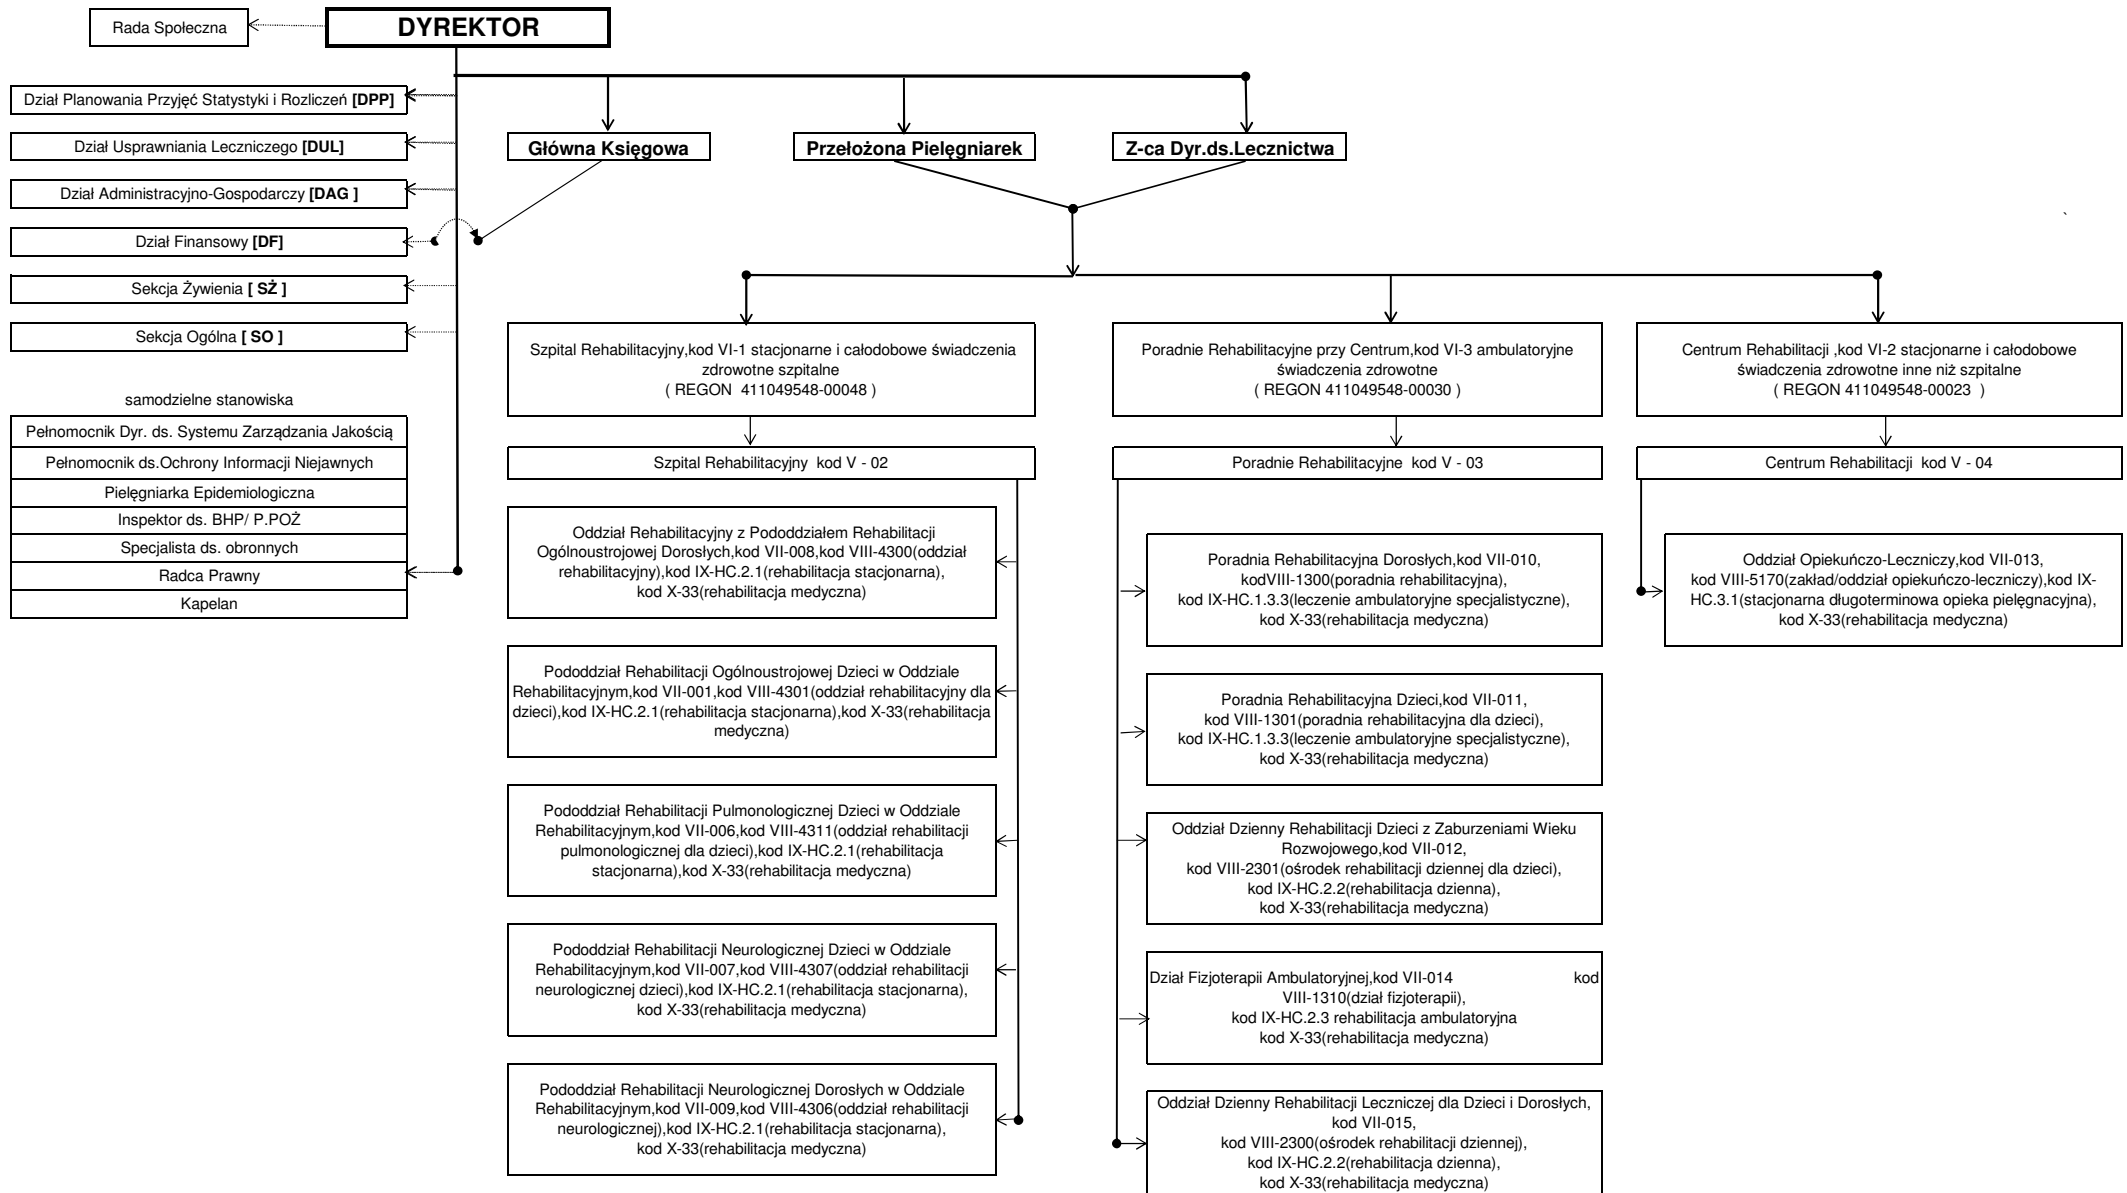 Rada Społeczna
DYREKTOR
Dział Planowania Przyjęć Statystyki i Rozliczeń [DPP]
Dział Usprawniania Leczniczego [DUL]
Dział Administracyjno-Gospodarczy [DAG ]
Dział Finansowy [DF]
Sekcja Żywienia [ SŻ ]
Sekcja Ogólna [ SO ]
samodzielne stanowiska
Pełnomocnik Dyr. ds. Systemu Zarządzania Jakością
Pełnomocnik ds.Ochrony Informacji Niejawnych
Pielęgniarka Epidemiologiczna
Inspektor ds. BHP/ P.POŻ
Specjalista ds. obronnych
Radca Prawny
Kapelan
Główna Księgowa
Przełożona Pielęgniarek
Z-ca Dyr.ds.Lecznictwa
`
Szpital Rehabilitacyjny,kod VI-1 stacjonarne i całodobowe świadczenia
zdrowotne szpitalne
( REGON 411049548-00048 )
Szpital Rehabilitacyjny kod V - 02
Oddział Rehabilitacyjny z Pododdziałem Rehabilitacji
Ogólnoustrojowej Dorosłych,kod VII-008,kod VIII-4300(oddział
rehabilitacyjny),kod IX-HC.2.1(rehabilitacja stacjonarna),
kod X-33(rehabilitacja medyczna)
Pododdział Rehabilitacji Ogólnoustrojowej Dzieci w Oddziale
Rehabilitacyjnym,kod VII-001,kod VIII-4301(oddział rehabilitacyjny dla
dzieci),kod IX-HC.2.1(rehabilitacja stacjonarna),kod X-33(rehabilitacja
medyczna)
Pododdział Rehabilitacji Pulmonologicznej Dzieci w Oddziale
Rehabilitacyjnym,kod VII-006,kod VIII-4311(oddział rehabilitacji
pulmonologicznej dla dzieci),kod IX-HC.2.1(rehabilitacja
stacjonarna),kod X-33(rehabilitacja medyczna)
Pododdział Rehabilitacji Neurologicznej Dzieci w Oddziale
Rehabilitacyjnym,kod VII-007,kod VIII-4307(oddział rehabilitacji
neurologicznej dzieci),kod IX-HC.2.1(rehabilitacja stacjonarna),
kod X-33(rehabilitacja medyczna)
Pododdział Rehabilitacji Neurologicznej Dorosłych w Oddziale
Rehabilitacyjnym,kod VII-009,kod VIII-4306(oddział rehabilitacji
neurologicznej),kod IX-HC.2.1(rehabilitacja stacjonarna),
kod X-33(rehabilitacja medyczna)
Poradnie Rehabilitacyjne przy Centrum,kod VI-3 ambulatoryjne
świadczenia zdrowotne
( REGON 411049548-00030 )
Poradnie Rehabilitacyjne kod V - 03
Poradnia Rehabilitacyjna Dorosłych,kod VII-010,
kodVIII-1300(poradnia rehabilitacyjna),
kod IX-HC.1.3.3(leczenie ambulatoryjne specjalistyczne),
kod X-33(rehabilitacja medyczna)
Poradnia Rehabilitacyjna Dzieci,kod VII-011,
kod VIII-1301(poradnia rehabilitacyjna dla dzieci),
kod IX-HC.1.3.3(leczenie ambulatoryjne specjalistyczne),
kod X-33(rehabilitacja medyczna)
Oddział Dzienny Rehabilitacji Dzieci z Zaburzeniami Wieku
Rozwojowego,kod VII-012,
kod VIII-2301(ośrodek rehabilitacji dziennej dla dzieci),
kod IX-HC.2.2(rehabilitacja dzienna),
kod X-33(rehabilitacja medyczna)
Dział Fizjoterapii Ambulatoryjnej,kod VII-014 kod
VIII-1310(dział fizjoterapii),
kod IX-HC.2.3 rehabilitacja ambulatoryjna
kod X-33(rehabilitacja medyczna)
Oddział Dzienny Rehabilitacji Leczniczej dla Dzieci i Dorosłych,
kod VII-015,
kod VIII-2300(ośrodek rehabilitacji dziennej),
kod IX-HC.2.2(rehabilitacja dzienna),
kod X-33(rehabilitacja medyczna)
Centrum Rehabilitacji ,kod VI-2 stacjonarne i całodobowe
świadczenia zdrowotne inne niż szpitalne
( REGON 411049548-00023 )
Centrum Rehabilitacji kod V - 04
Oddział Opiekuńczo-Leczniczy,kod VII-013,
kod VIII-5170(zakład/oddział opiekuńczo-leczniczy),kod IX-
HC.3.1(stacjonarna długoterminowa opieka pielęgnacyjna),
kod X-33(rehabilitacja medyczna)